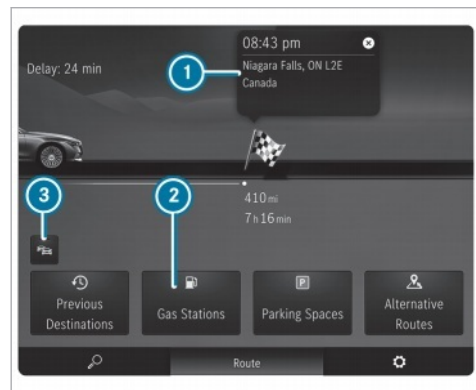 08:43 pm
Delay: 24 min
1
Niagara Falls, ON L2E
Canada
3
2
410 mi
7 h 16 min
P
Previous
Destinations
Gas Stations
Parking Spaces
Alternative
Routes
Route